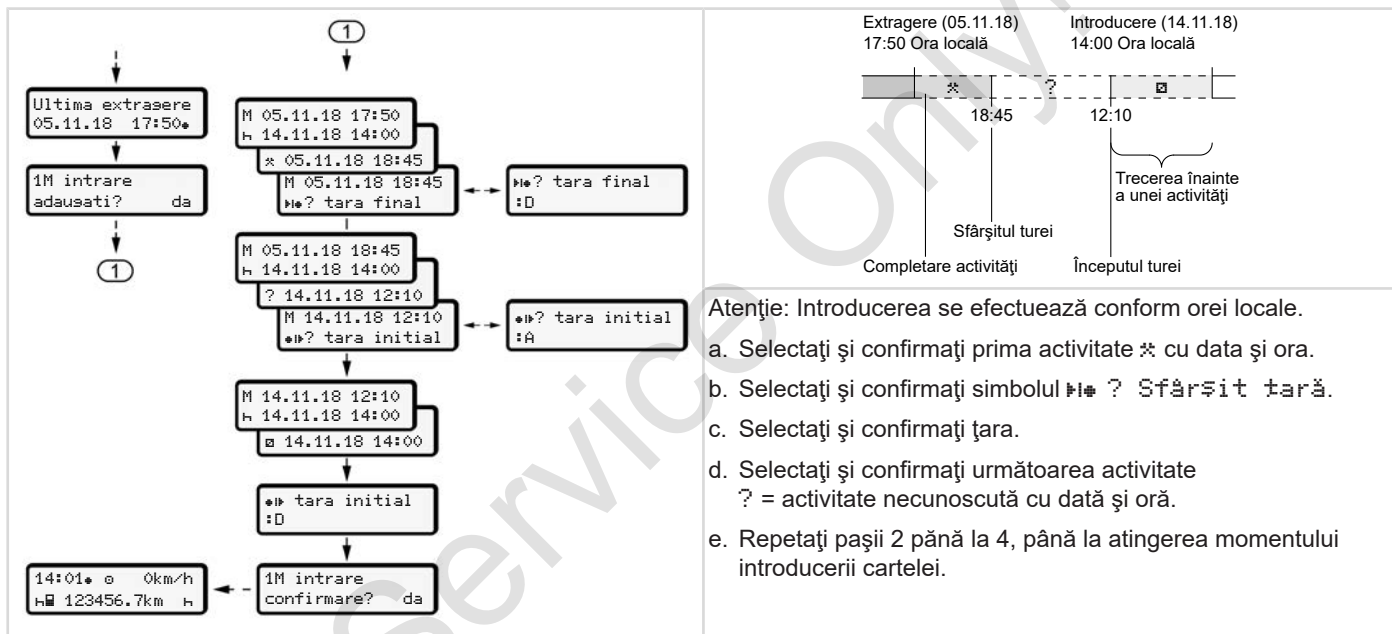 1
Ultima extragere
05.11.18 17:50
1M intrare
adaugati? da
1
M 05.11.18 17:50
14.11.18 14:00
05.11.18 18:45
M 05.11.18 18:45
? tara final
? tara final
:D
M 05.11.18 18:45
14.11.18 14:00
? 14.11.18 12:10
M 14.11.18 12:10
? tara initial
? tara initial
:A
M 14.11.18 12:10
14.11.18 14:00
14.11.18 14:00
tara initial
:D
1M intrare
confirmare? da
14:01 0km/h
123456.7km
Extragere (05.11.18)
17:50 Ora locală
Introducere (14.11.18)
14:00 Ora locală
?
18:45
12:10
Trecerea înainte
a unei activităţi
Sfârşitul turei
Completare activităţi
Începutul turei
Atenţie: Introducerea se efectuează conform orei locale.
a. Selectaţi şi confirmaţi prima activitate cu data şi ora.
b. Selectaţi şi confirmaţi simbolul ? Sfârşit ţară.
c. Selectaţi şi confirmaţi ţara.
d. Selectaţi şi confirmaţi următoarea activitate
? = activitate necunoscută cu dată şi oră.
e. Repetaţi paşii 2 pănă la 4, până la atingerea momentului
introducerii cartelei.
Service Only